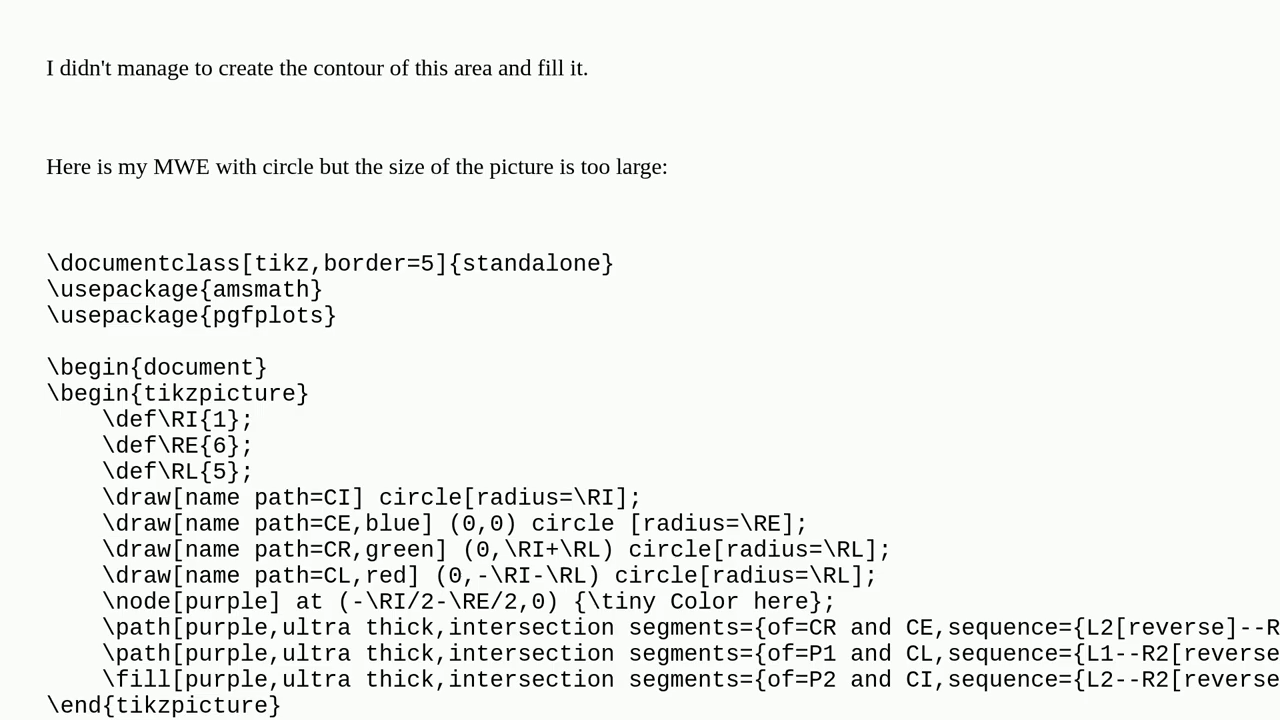 I didn't manage to create the contour of this area and fill it.
Here is my MWE with circle but the size of the picture is too large:
\documentclass[tikz,border=5]{standalone}
\usepackage{amsmath}
\usepackage{pgfplots}
\begin{document}
\begin{tikzpicture}
    \def\RI{1};
    \def\RE{6};
    \def\RL{5};
    \draw[name path=CI] circle[radius=\RI];
    \draw[name path=CE,blue] (0,0) circle [radius=\RE];
    \draw[name path=CR,green] (0,\RI+\RL) circle[radius=\RL];
    \draw[name path=CL,red] (0,-\RI-\RL) circle[radius=\RL];
    \node[purple] at (-\RI/2-\RE/2,0) {\tiny Color here};
    \path[purple,ultra thick,intersection segments={of=CR and CE,sequence={L2[reverse]--R
    \path[purple,ultra thick,intersection segments={of=P1 and CL,sequence={L1--R2[reverse
    \fill[purple,ultra thick,intersection segments={of=P2 and CI,sequence={L2--R2[reverse
\end{tikzpicture}